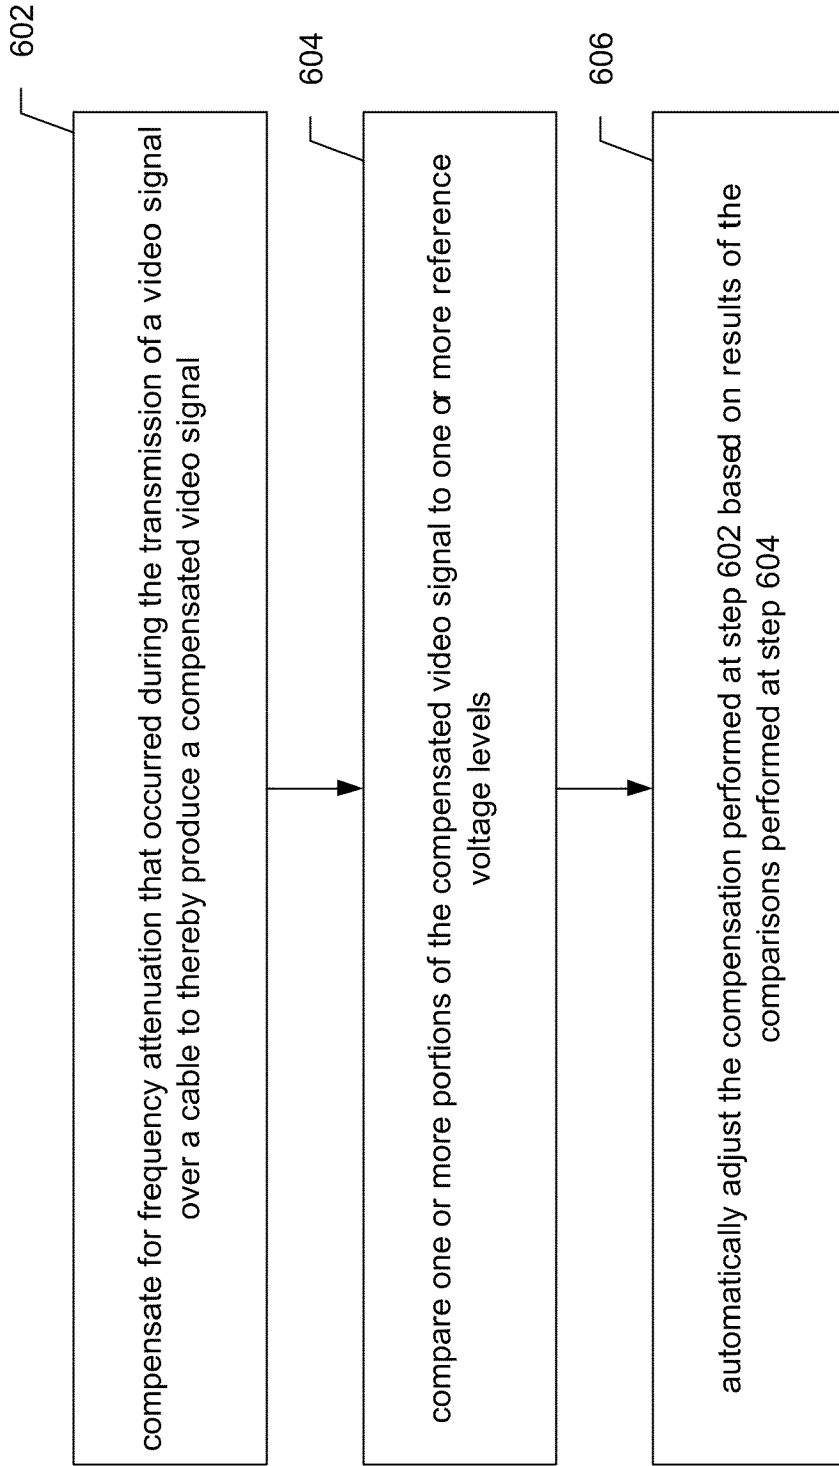 602
compensate for frequency attenuation that occurred during the transmission of a video signal
over a cable to thereby produce a compensated video signal
604
compare one or more portions of the compensated video signal to one or more reference
voltage levels
606
automatically adjust the compensation performed at step 602 based on results of the
comparisons performed at step 604